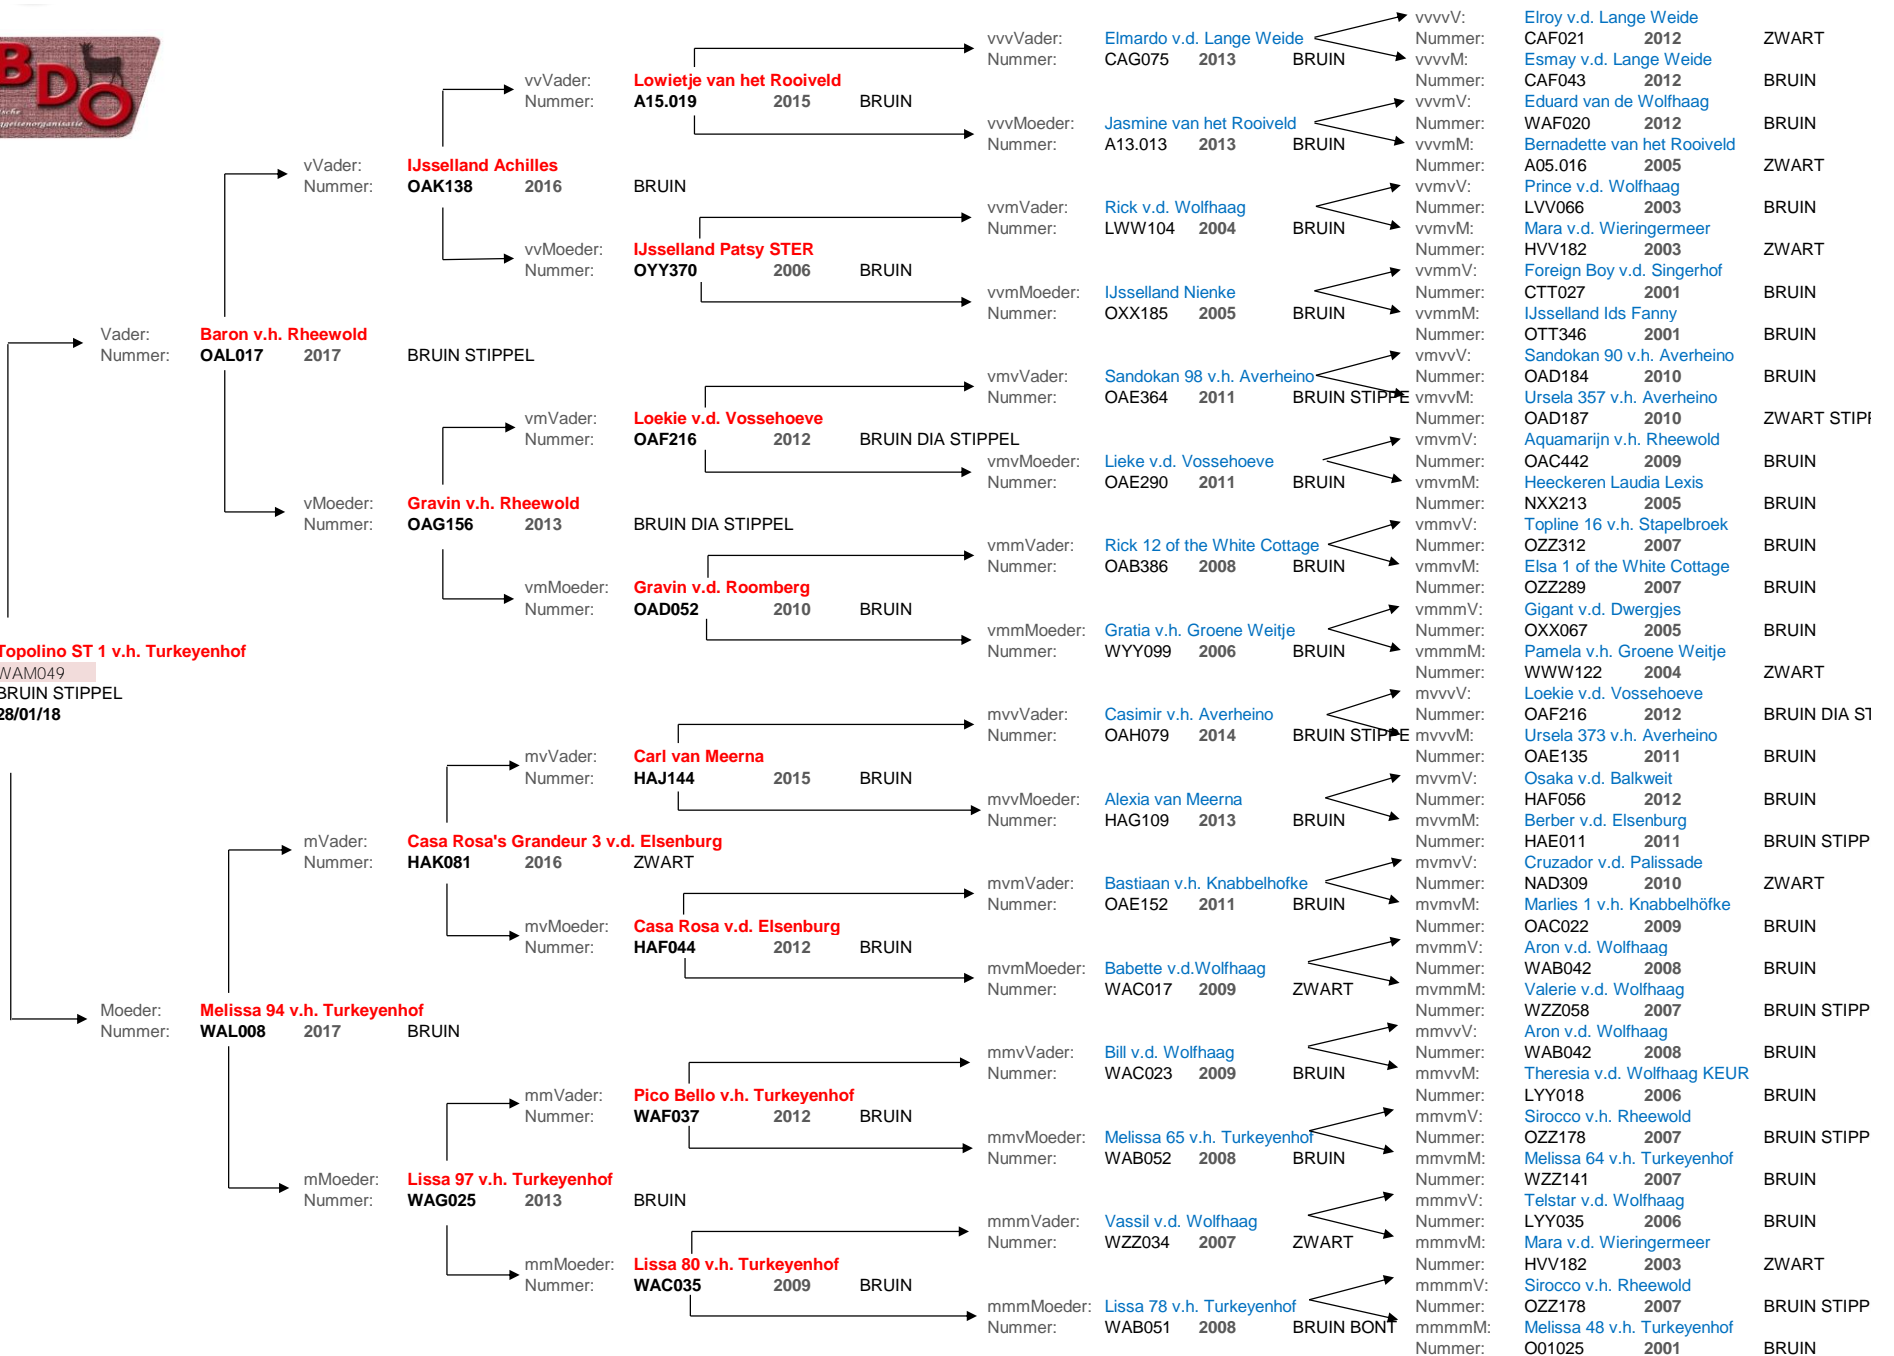 BDO
vvvvV: Elroy v.d. Lange Weide
vvvVader: Elmardo v.d. Lange Weide Nummer: CAF021 2012 ZWART
Nummer: CAG075 2013 BRUIN vvvvM: Esmay v.d. Lange Weide
vvVader: Lowietje van het Rooiveld Nummer: CAF043 2012 BRUIN
Nummer: A15.019 2015 BRUIN vvvmV: Eduard van de Wolfhaag
vvvMoeder: Jasmine van het Rooiveld Nummer: WAF020 2012 BRUIN
Nummer: A13.013 2013 BRUIN vvvmM: Bernadette van het Rooiveld
vVader: IJsselland Achilles Nummer: A05.016 2005 ZWART
Nummer: OAK138 2016 BRUIN vvmvV: Prince v.d. Wolfhaag
vvmVader: Rick v.d. Wolfhaag Nummer: LVV066 2003 BRUIN
Nummer: LWW104 2004 BRUIN vvmvM: Mara v.d. Wieringermeer
vvMoeder: IJsselland Patsy STER Nummer: HVV182 2003 ZWART
Nummer: OYY370 2006 BRUIN vvmmV: Foreign Boy v.d. Singerhof
vvmMoeder: IJsselland Nienke Nummer: CTT027 2001 BRUIN
Nummer: OXX185 2005 BRUIN vvmmM: IJsselland Ids Fanny
Vader: Baron v.h. Rheewold Nummer: OTT346 2001 BRUIN
Nummer: OAL017 2017 BRUIN STIPPEL vmvvV: Sandokan 90 v.h. Averheino
vmvVader: Sandokan 98 v.h. Averheino Nummer: OAD184 2010 BRUIN
Nummer: OAE364 2011 BRUIN STIPPE vmvvM: Ursela 357 v.h. Averheino
vmVader: Loekie v.d. Vossehoeve Nummer: OAD187 2010 ZWART STIP
Nummer: OAF216 2012 BRUIN DIA STIPPEL vmvmV: Aquamarijn v.h. Rheewold
vmvMoeder: Lieke v.d. Vossehoeve Nummer: OAC442 2009 BRUIN
Nummer: OAE290 2011 BRUIN vmvmM: Heeckeren Laudia Lexis
vMoeder: Gravin v.h. Rheewold Nummer: NXX213 2005 BRUIN
Nummer: OAG156 2013 BRUIN DIA STIPPEL vmmvV: Topline 16 v.h. Stapelbroek
vmmVader: Rick 12 of the White Cottage Nummer: OZZ312 2007 BRUIN
Nummer: OAB386 2008 BRUIN vmmvM: Elsa 1 of the White Cottage
vmMoeder: Gravin v.d. Roomberg Nummer: OZZ289 2007 BRUIN
Nummer: OAD052 2010 BRUIN vmmmV: Gigant v.d. Dwergjes
vmmMoeder: Gratia v.h. Groene Weitje Nummer: OXX067 2005 BRUIN
Topolino ST 1 v.h. Turkeyenhof Nummer: WYY099 2006 BRUIN vmmmM: Pamela v.h. Groene Weitje
WAM049 Nummer: WWW122 2004 ZWART
BRUIN STIPPEL mvvvV: Loekie v.d. Vossehoeve
28/01/18 mvvVader: Casimir v.h. Averheino Nummer: OAF216 2012 BRUIN DIA ST
Nummer: OAH079 2014 BRUIN STIPPE mvvvM: Ursela 373 v.h. Averheino
mvVader: Carl van Meerna Nummer: OAE135 2011 BRUIN
Nummer: HAJ144 2015 BRUIN mvvmV: Osaka v.d. Balkweit
mvvMoeder: Alexia van Meerna Nummer: HAF056 2012 BRUIN
Nummer: HAG109 2013 BRUIN mvvmM: Berber v.d. Elsenburg
mVader: Casa Rosa's Grandeur 3 v.d. Elsenburg Nummer: HAE011 2011 BRUIN STIPP
Nummer: HAK081 2016 ZWART mvmvV: Cruzador v.d. Palissade
mvmVader: Bastiaan v.h. Knabbelhofke Nummer: NAD309 2010 ZWART
Nummer: OAE152 2011 BRUIN mvmvM: Marlies 1 v.h. Knabbelhöfke
mvMoeder: Casa Rosa v.d. Elsenburg Nummer: OAC022 2009 BRUIN
Nummer: HAF044 2012 BRUIN mvmmV: Aron v.d. Wolfhaag
mvmMoeder: Babette v.d.Wolfhaag Nummer: WAB042 2008 BRUIN
Nummer: WAC017 2009 ZWART mvmmM: Valerie v.d. Wolfhaag
Moeder: Melissa 94 v.h. Turkeyenhof Nummer: WZZ058 2007 BRUIN STIPP
Nummer: WAL008 2017 BRUIN mmvvV: Aron v.d. Wolfhaag
mmvVader: Bill v.d. Wolfhaag Nummer: WAB042 2008 BRUIN
Nummer: WAC023 2009 BRUIN mmvvM: Theresia v.d. Wolfhaag KEUR
mmVader: Pico Bello v.h. Turkeyenhof Nummer: LYY018 2006 BRUIN
Nummer: WAF037 2012 BRUIN mmvmV: Sirocco v.h. Rheewold
mmvMoeder: Melissa 65 v.h. Turkeyenhof Nummer: OZZ178 2007 BRUIN STIPP
Nummer: WAB052 2008 BRUIN mmvmM: Melissa 64 v.h. Turkeyenhof
mMoeder: Lissa 97 v.h. Turkeyenhof Nummer: WZZ141 2007 BRUIN
Nummer: WAG025 2013 BRUIN mmmvV: Telstar v.d. Wolfhaag
mmmVader: Vassil v.d. Wolfhaag Nummer: LYY035 2006 BRUIN
Nummer: WZZ034 2007 ZWART mmmvM: Mara v.d. Wieringermeer
mmMoeder: Lissa 80 v.h. Turkeyenhof Nummer: HVV182 2003 ZWART
Nummer: WAC035 2009 BRUIN mmmmV: Sirocco v.h. Rheewold
mmmMoeder: Lissa 78 v.h. Turkeyenhof Nummer: OZZ178 2007 BRUIN STIPP
Nummer: WAB051 2008 BRUIN BONT mmmmM: Melissa 48 v.h. Turkeyenhof
Nummer: O01025 2001 BRUIN